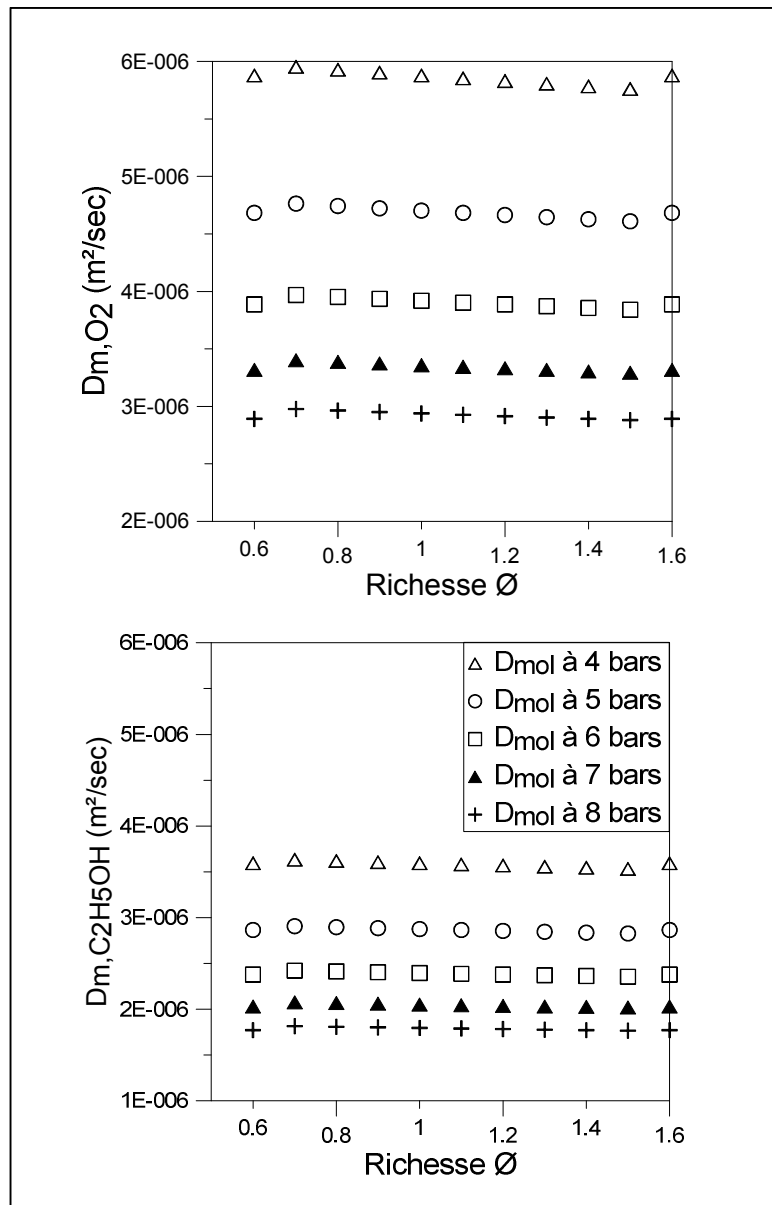 6E-006
5E-006
4E-006
3E-006
2E-006
Dm,O2 (m²/sec)
0.6 0.8 1 1.2 1.4 1.6
Richesse Ø
6E-006
5E-006
4E-006
3E-006
2E-006
1E-006
Dm,C2H5OH (m²/sec)
Dmol à 4 bars
Dmol à 5 bars
Dmol à 6 bars
Dmol à 7 bars
Dmol à 8 bars
0.6 0.8 1 1.2 1.4 1.6
Richesse Ø